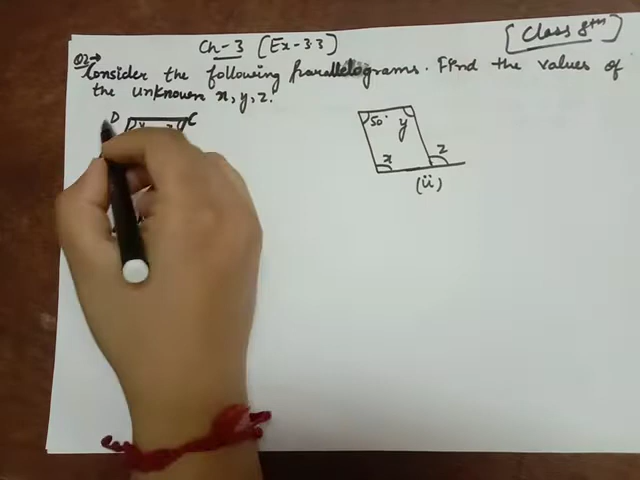 Ch-3 (Ex-3.3)
[Class 8th]
Q2→
Consider the following parallelograms. Find the values of
the unknown x, y, z.
D C
50° y
x z
(ii)